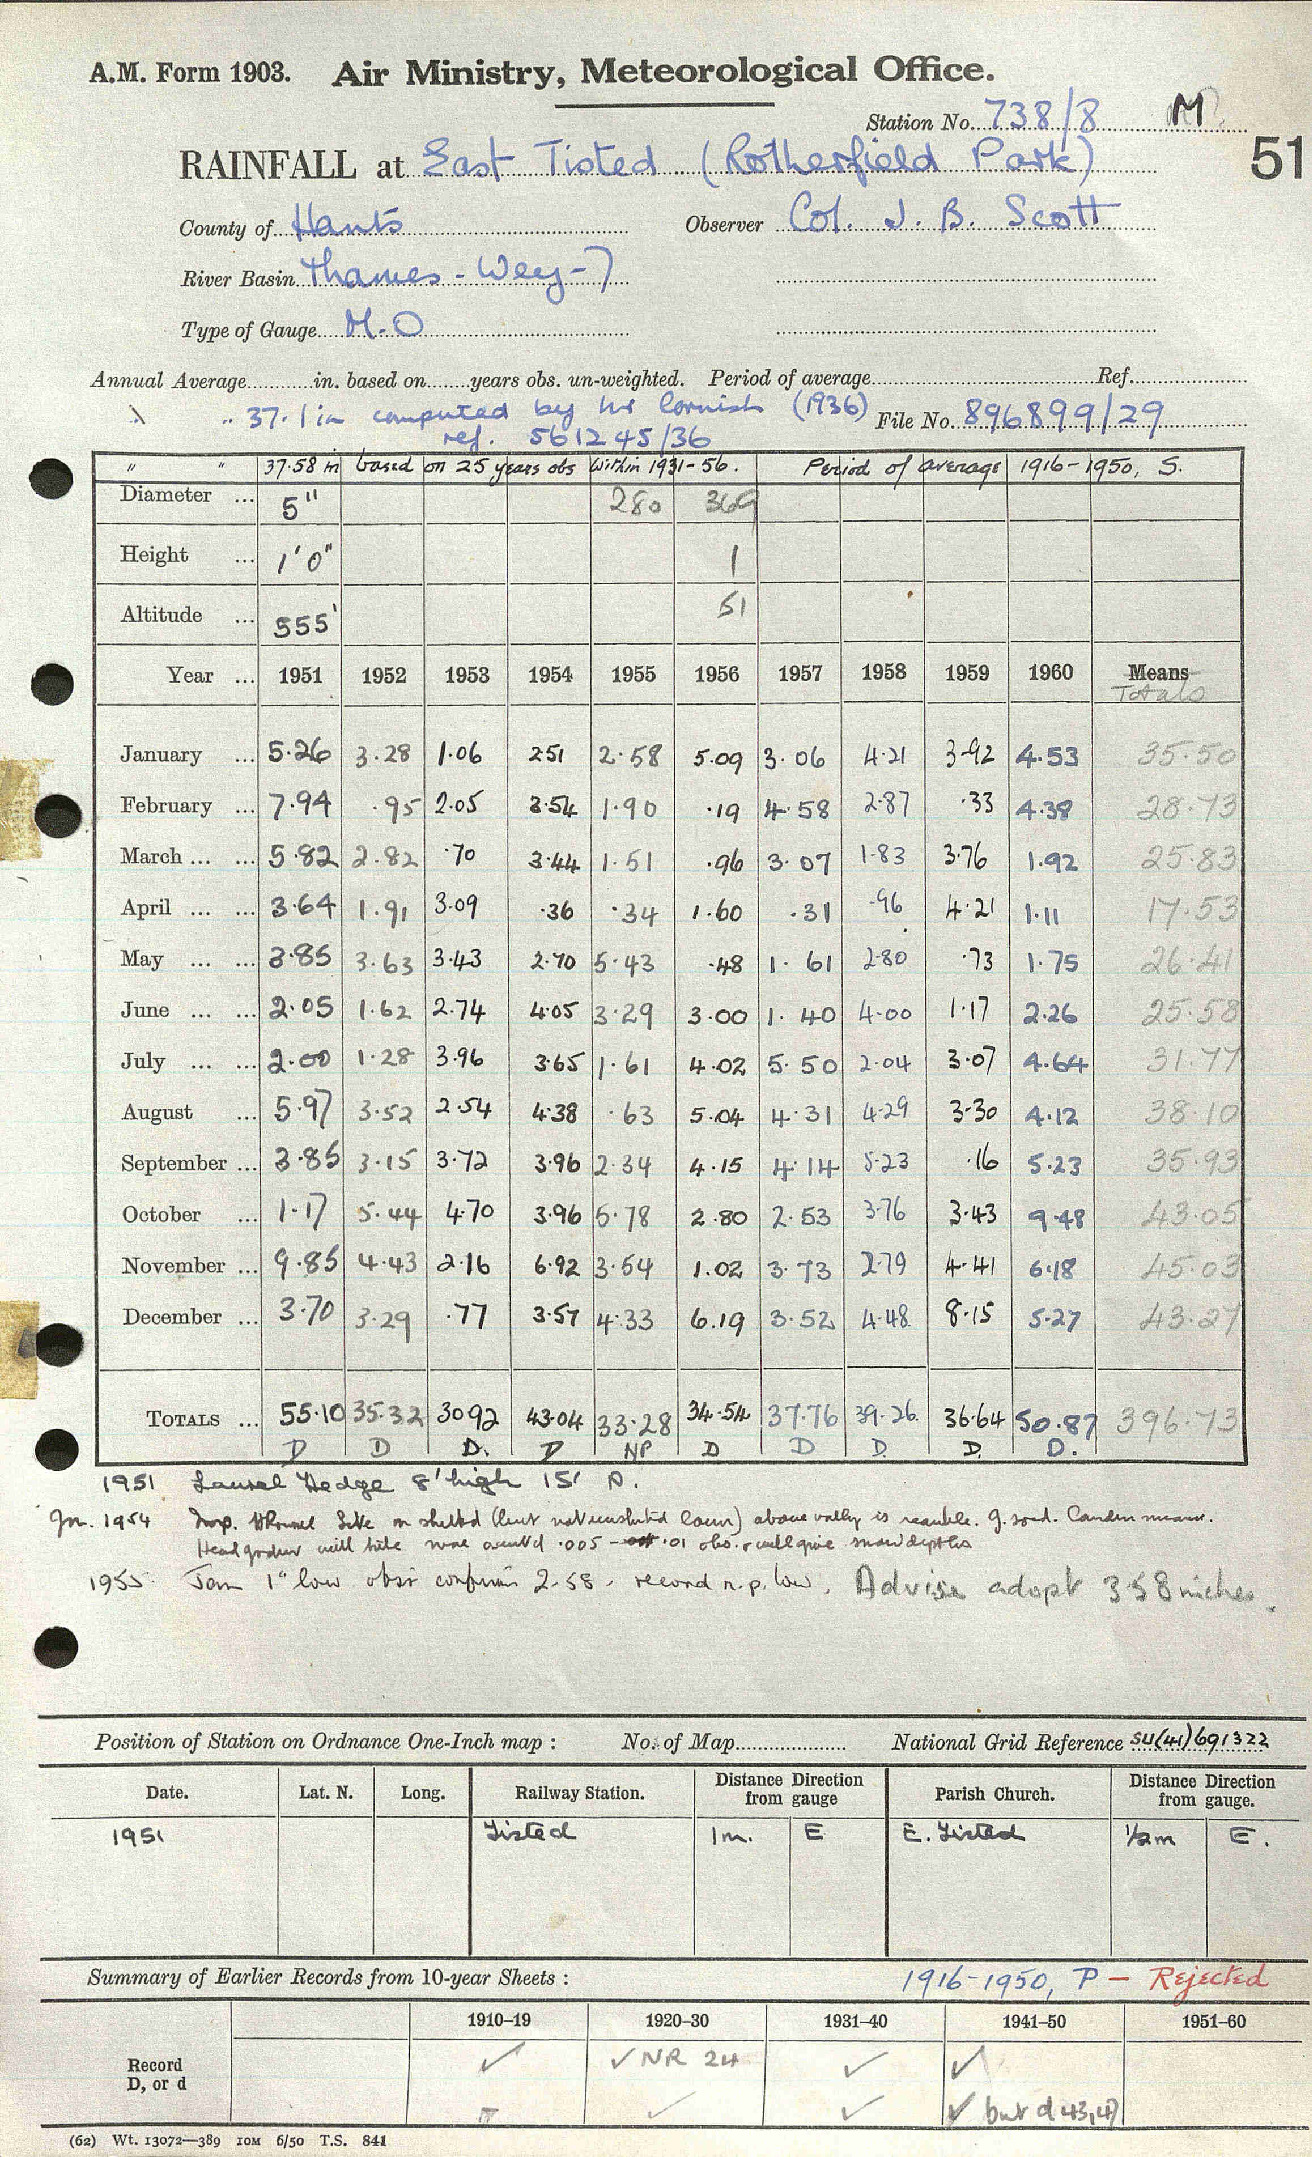 A.M. Form 1903. Air Ministry, Meteorological Office.
Station No. 738/8 M
51
RAINFALL at East Tisted (Rotherfield Park)
County of Hants Observer Col. J. B. Scott
River Basin Thames - Wey - 7
Type of Gauge M.O
Annual Average in. based on years obs. un-weighted. Period of average Ref.
" 37.1 in computed by Mr Cornish (1936) File No. 896899/29
ref. 561245/36
" " 37.58 in based on 25 years obs within 1931-56. Period of average 1916-1950, S.
Diameter ... 5" 280 369
Height ... 1'0" 1
Altitude ... 555' 51
Year ... 1951 1952 1953 1954 1955 1956 1957 1958 1959 1960 Means
Totals
January ... 5.26 3.28 1.06 2.51 2.58 5.09 3.06 4.21 3.92 4.53 35.50
February ... 7.94 .95 2.05 3.54 1.90 .19 4.58 2.87 .33 4.38 28.73
March ... ... 5.82 2.82 .70 3.44 1.51 .96 3.07 1.83 3.76 1.92 25.83
April ... ... 3.64 1.91 3.09 .36 .34 1.60 .31 .96 4.21 1.11 17.53
May ... ... 3.85 3.63 3.43 2.70 5.43 .48 1.61 2.80 .73 1.75 26.41
June ... ... 2.05 1.62 2.74 4.05 3.29 3.00 1.40 4.00 1.17 2.26 25.58
July ... ... 2.00 1.28 3.96 3.65 1.61 4.02 5.50 2.04 3.07 4.64 31.77
August ... 5.97 3.52 2.54 4.38 .63 5.04 4.31 4.29 3.30 4.12 38.10
September ... 3.85 3.15 3.72 3.96 2.34 4.15 4.14 5.23 .16 5.23 35.93
October ... 1.17 5.44 4.70 3.96 5.78 2.80 2.53 3.76 3.43 9.48 43.05
November ... 9.85 4.43 2.16 6.92 3.54 1.02 3.73 2.79 4.41 6.18 45.03
December ... 3.70 3.29 .77 3.57 4.33 6.19 3.52 4.48 8.15 5.27 43.27
TOTALS ... 55.10 35.32 30.92 43.04 33.28 34.54 37.76 39.26 36.64 50.87 396.73
D D D. D NP D D D. D. D.
1951 Laurel Hedge 8' high 15' A.
Jn. 1954 Insp. Site on above valley is G. soed. Camden
Head gardener will take more .005 - .01 obs. & will give snow depths
1955 Jan 1" low obsr confirms 2.58. record n.p. low. Advise adopt 3.58 inches.
Position of Station on Ordnance One-Inch map : No. of Map National Grid Reference SU(41)691322
Date. Lat. N. Long. Railway Station. Distance from gauge Direction Parish Church. Distance from gauge. Direction
1951 Tisted 1m. E E. Tisted 1/2m E.
Summary of Earlier Records from 10-year Sheets : 1916-1950, P - Rejected
1910-19 1920-30 1931-40 1941-50 1951-60
Record ✓ ✓ NR 24 ✓ ✓
D, or d ✓ ✓ ✓ but d 43,47
(62) Wt. 13072—389 10M 6/50 T.S. 841